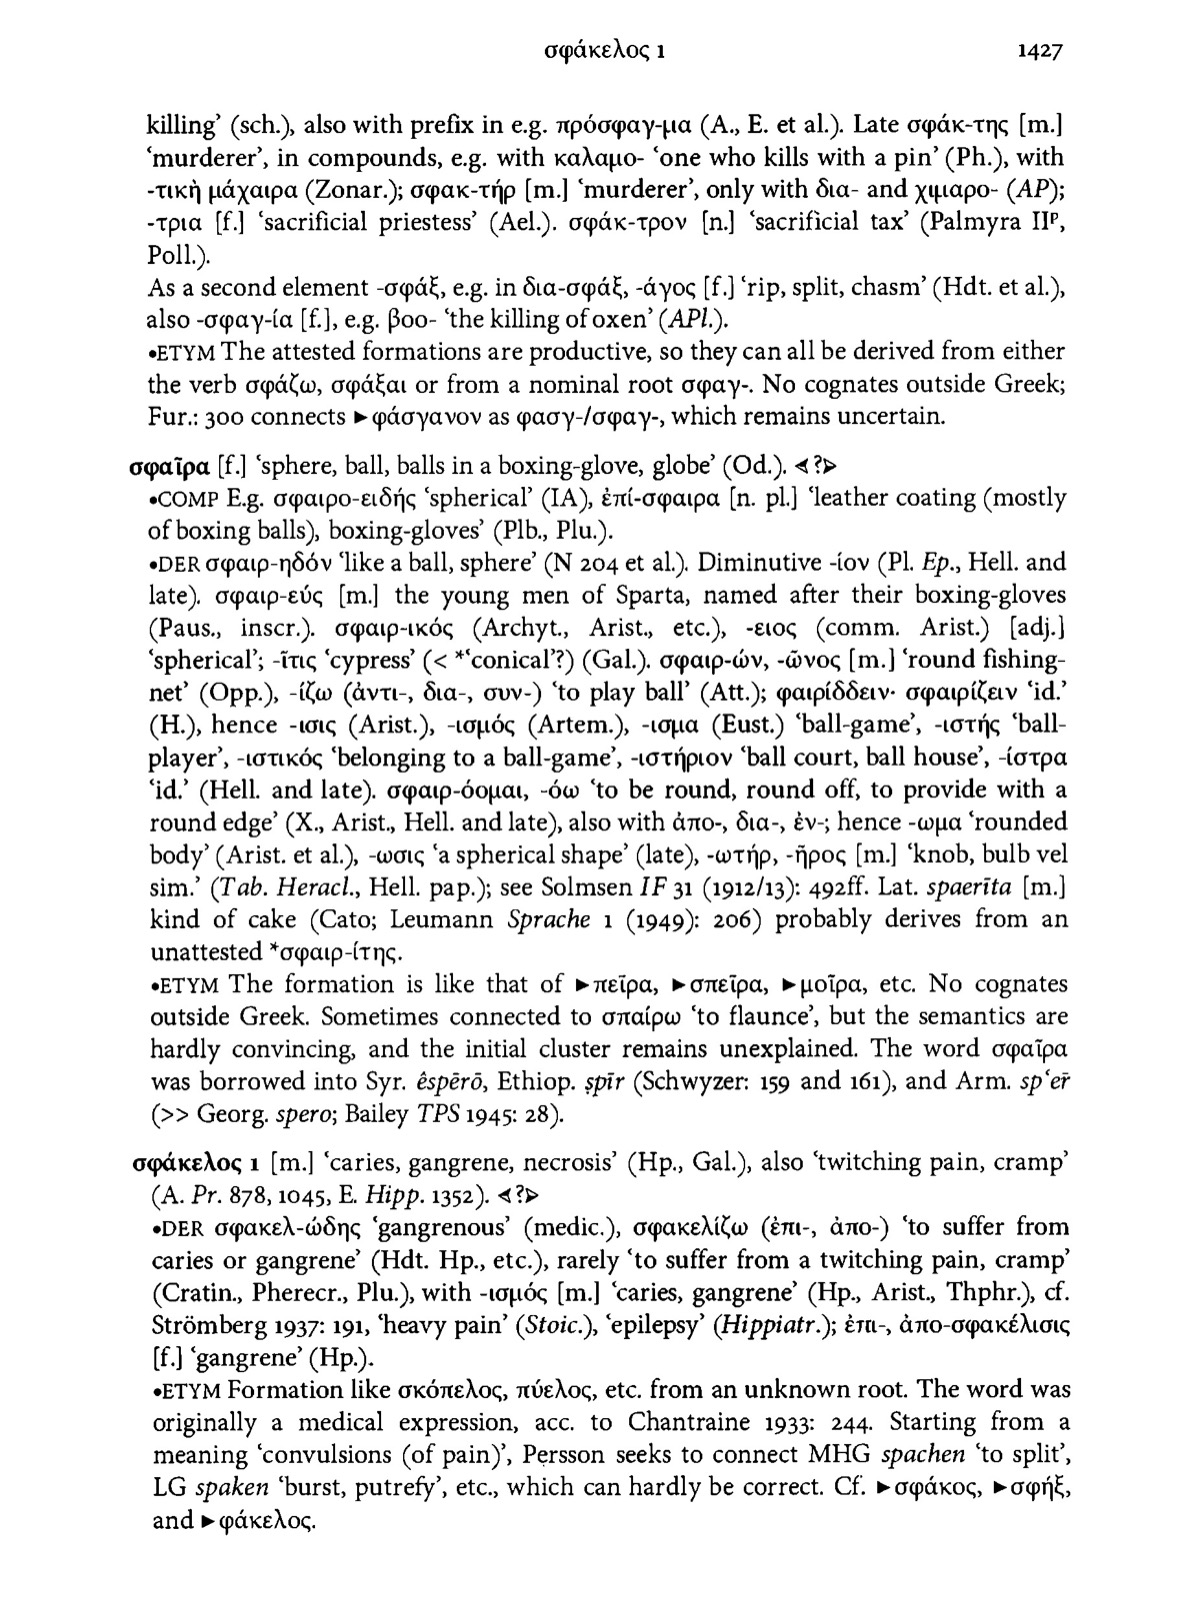 σφάκελος 1 1427
killing’ (sch.), also with prefix in e.g. πρόσφαγ-μα (A., E. et al.). Late σφάκ-της [m.]
‘murderer’, in compounds, e.g. with καλαμο- ‘one who kills with a pin’ (Ph.), with
-τικὴ μάχαιρα (Zonar.); σφακ-τήρ [m.] ‘murderer’, only with δια- and χιμαρο- (AP);
-τρια [f.] ‘sacrificial priestess’ (Ael.). σφάκ-τρον [n.] ‘sacrificial tax’ (Palmyra IIᵖ,
Poll.).
As a second element -σφάξ, e.g. in δια-σφάξ, -άγος [f.] ‘rip, split, chasm’ (Hdt. et al.),
also -σφαγ-ία [f.], e.g. βοο- ‘the killing of oxen’ (APl.).
•ETYM The attested formations are productive, so they can all be derived from either
the verb σφάζω, σφάξαι or from a nominal root σφαγ-. No cognates outside Greek;
Fur.: 300 connects ►φάσγανον as φασγ-/σφαγ-, which remains uncertain.
σφαῖρα [f.] ‘sphere, ball, balls in a boxing-glove, globe’ (Od.). ⋖?⋗
•COMP E.g. σφαιρο-ειδής ‘spherical’ (IA), ἐπί-σφαιρα [n. pl.] ‘leather coating (mostly
of boxing balls), boxing-gloves’ (Plb., Plu.).
•DER σφαιρ-ηδόν ‘like a ball, sphere’ (N 204 et al.). Diminutive -ίον (Pl. Ep., Hell. and
late). σφαιρ-εύς [m.] the young men of Sparta, named after their boxing-gloves
(Paus., inscr.). σφαιρ-ικός (Archyt., Arist., etc.), -ειος (comm. Arist.) [adj.]
‘spherical’; -ῖτις ‘cypress’ (< *‘conical’?) (Gal.). σφαιρ-ών, -ῶνος [m.] ‘round fishing-
net’ (Opp.), -ίζω (ἀντι-, δια-, συν-) ‘to play ball’ (Att.); φαιρίδδειν· σφαιρίζειν ‘id.’
(H.), hence -ισις (Arist.), -ισμός (Artem.), -ισμα (Eust.) ‘ball-game’, -ιστής ‘ball-
player’, -ιστικός ‘belonging to a ball-game’, -ιστήριον ‘ball court, ball house’, -ίστρα
‘id.’ (Hell. and late). σφαιρ-όομαι, -όω ‘to be round, round off, to provide with a
round edge’ (X., Arist., Hell. and late), also with ἀπο-, δια-, ἐν-; hence -ωμα ‘rounded
body’ (Arist. et al.), -ωσις ‘a spherical shape’ (late), -ωτήρ, -ῆρος [m.] ‘knob, bulb vel
sim.’ (Tab. Heracl., Hell. pap.); see Solmsen IF 31 (1912/13): 492ff. Lat. spaerīta [m.]
kind of cake (Cato; Leumann Sprache 1 (1949): 206) probably derives from an
unattested *σφαιρ-ίτης.
•ETYM The formation is like that of ►πεῖρα, ►σπεῖρα, ►μοῖρα, etc. No cognates
outside Greek. Sometimes connected to σπαίρω ‘to flaunce’, but the semantics are
hardly convincing, and the initial cluster remains unexplained. The word σφαῖρα
was borrowed into Syr. êspērō, Ethiop. ṣpīr (Schwyzer: 159 and 161), and Arm. sp‘eṙ
(>> Georg. spero; Bailey TPS 1945: 28).
σφάκελος 1 [m.] ‘caries, gangrene, necrosis’ (Hp., Gal.), also ‘twitching pain, cramp’
(A. Pr. 878, 1045, E. Hipp. 1352). ⋖?⋗
•DER σφακελ-ώδης ‘gangrenous’ (medic.), σφακελίζω (ἐπι-, ἀπο-) ‘to suffer from
caries or gangrene’ (Hdt. Hp., etc.), rarely ‘to suffer from a twitching pain, cramp’
(Cratin., Pherecr., Plu.), with -ισμός [m.] ‘caries, gangrene’ (Hp., Arist., Thphr.), cf.
Strömberg 1937: 191, ‘heavy pain’ (Stoic.), ‘epilepsy’ (Hippiatr.); ἐπι-, ἀπο-σφακέλισις
[f.] ‘gangrene’ (Hp.).
•ETYM Formation like σκόπελος, πύελος, etc. from an unknown root. The word was
originally a medical expression, acc. to Chantraine 1933: 244. Starting from a
meaning ‘convulsions (of pain)’, Persson seeks to connect MHG spachen ‘to split’,
LG spaken ‘burst, putrefy’, etc., which can hardly be correct. Cf. ►σφάκος, ►σφήξ,
and ►φάκελος.